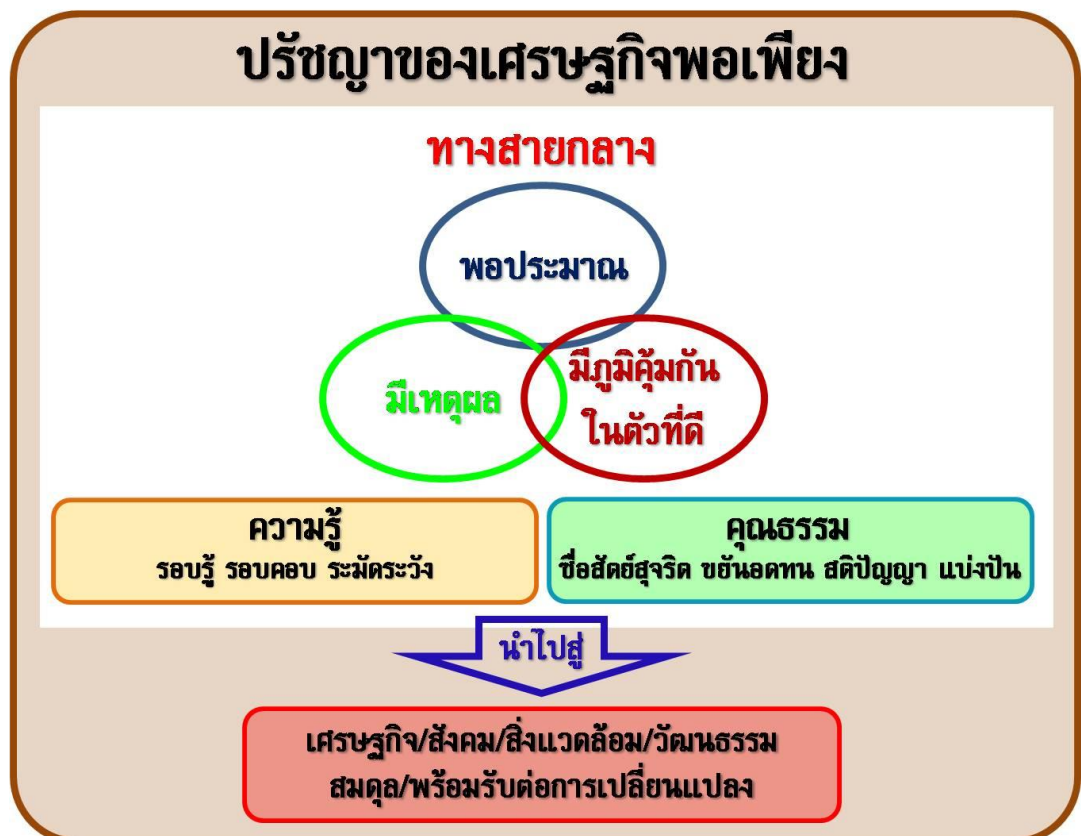 ปรัชญาของเศรษฐกิจพอเพียง
ทางสายกลาง
พอประมาณ
มีเหตุผล
มีภูมิคุ้มกัน
ในตัวที่ดี
ความรู้
รอบรู้ รอบคอบ ระมัดระวัง
คุณธรรม
ซื่อสัตย์สุจริต ขยันอดทน สติปัญญา แบ่งปัน
นำไปสู่
เศรษฐกิจ/สังคม/สิ่งแวดล้อม/วัฒนธรรม
สมดุล/พร้อมรับต่อการเปลี่ยนแปลง